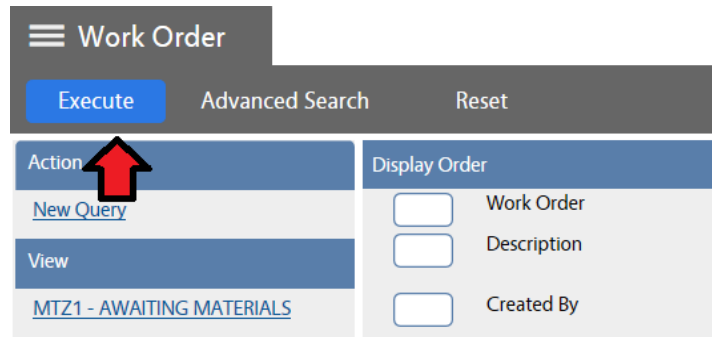 Work Order
Execute Advanced Search Reset
Action
New Query
View
MTZ1 - AWAITING MATERIALS
Display Order
Work Order
Description
Created By